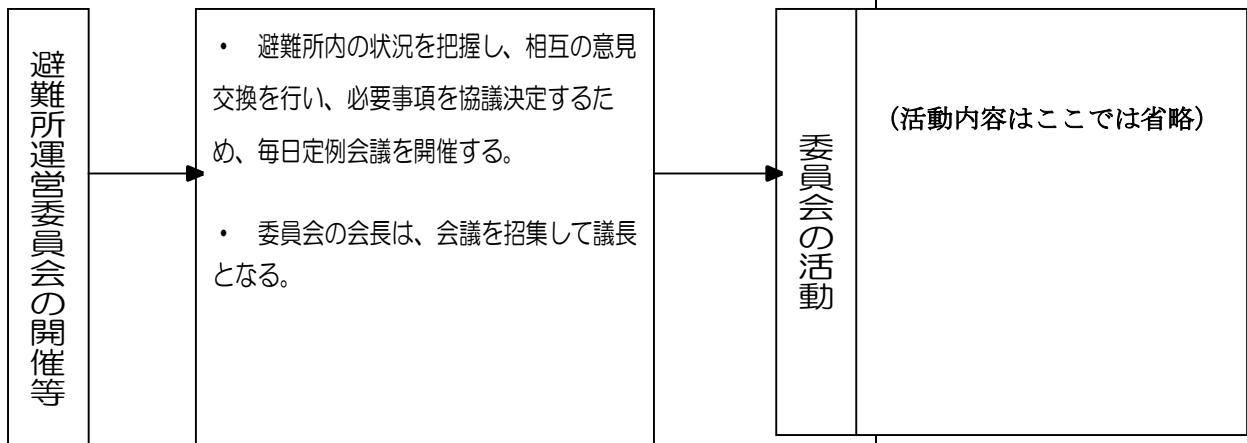 避難所運営委員会の開催等
・　避難所内の状況を把握し、相互の意見
交換を行い、必要事項を協議決定するた
め、毎日定例会議を開催する。
・　委員会の会長は、会議を招集して議長
となる。
委員会の活動
（活動内容はここでは省略）